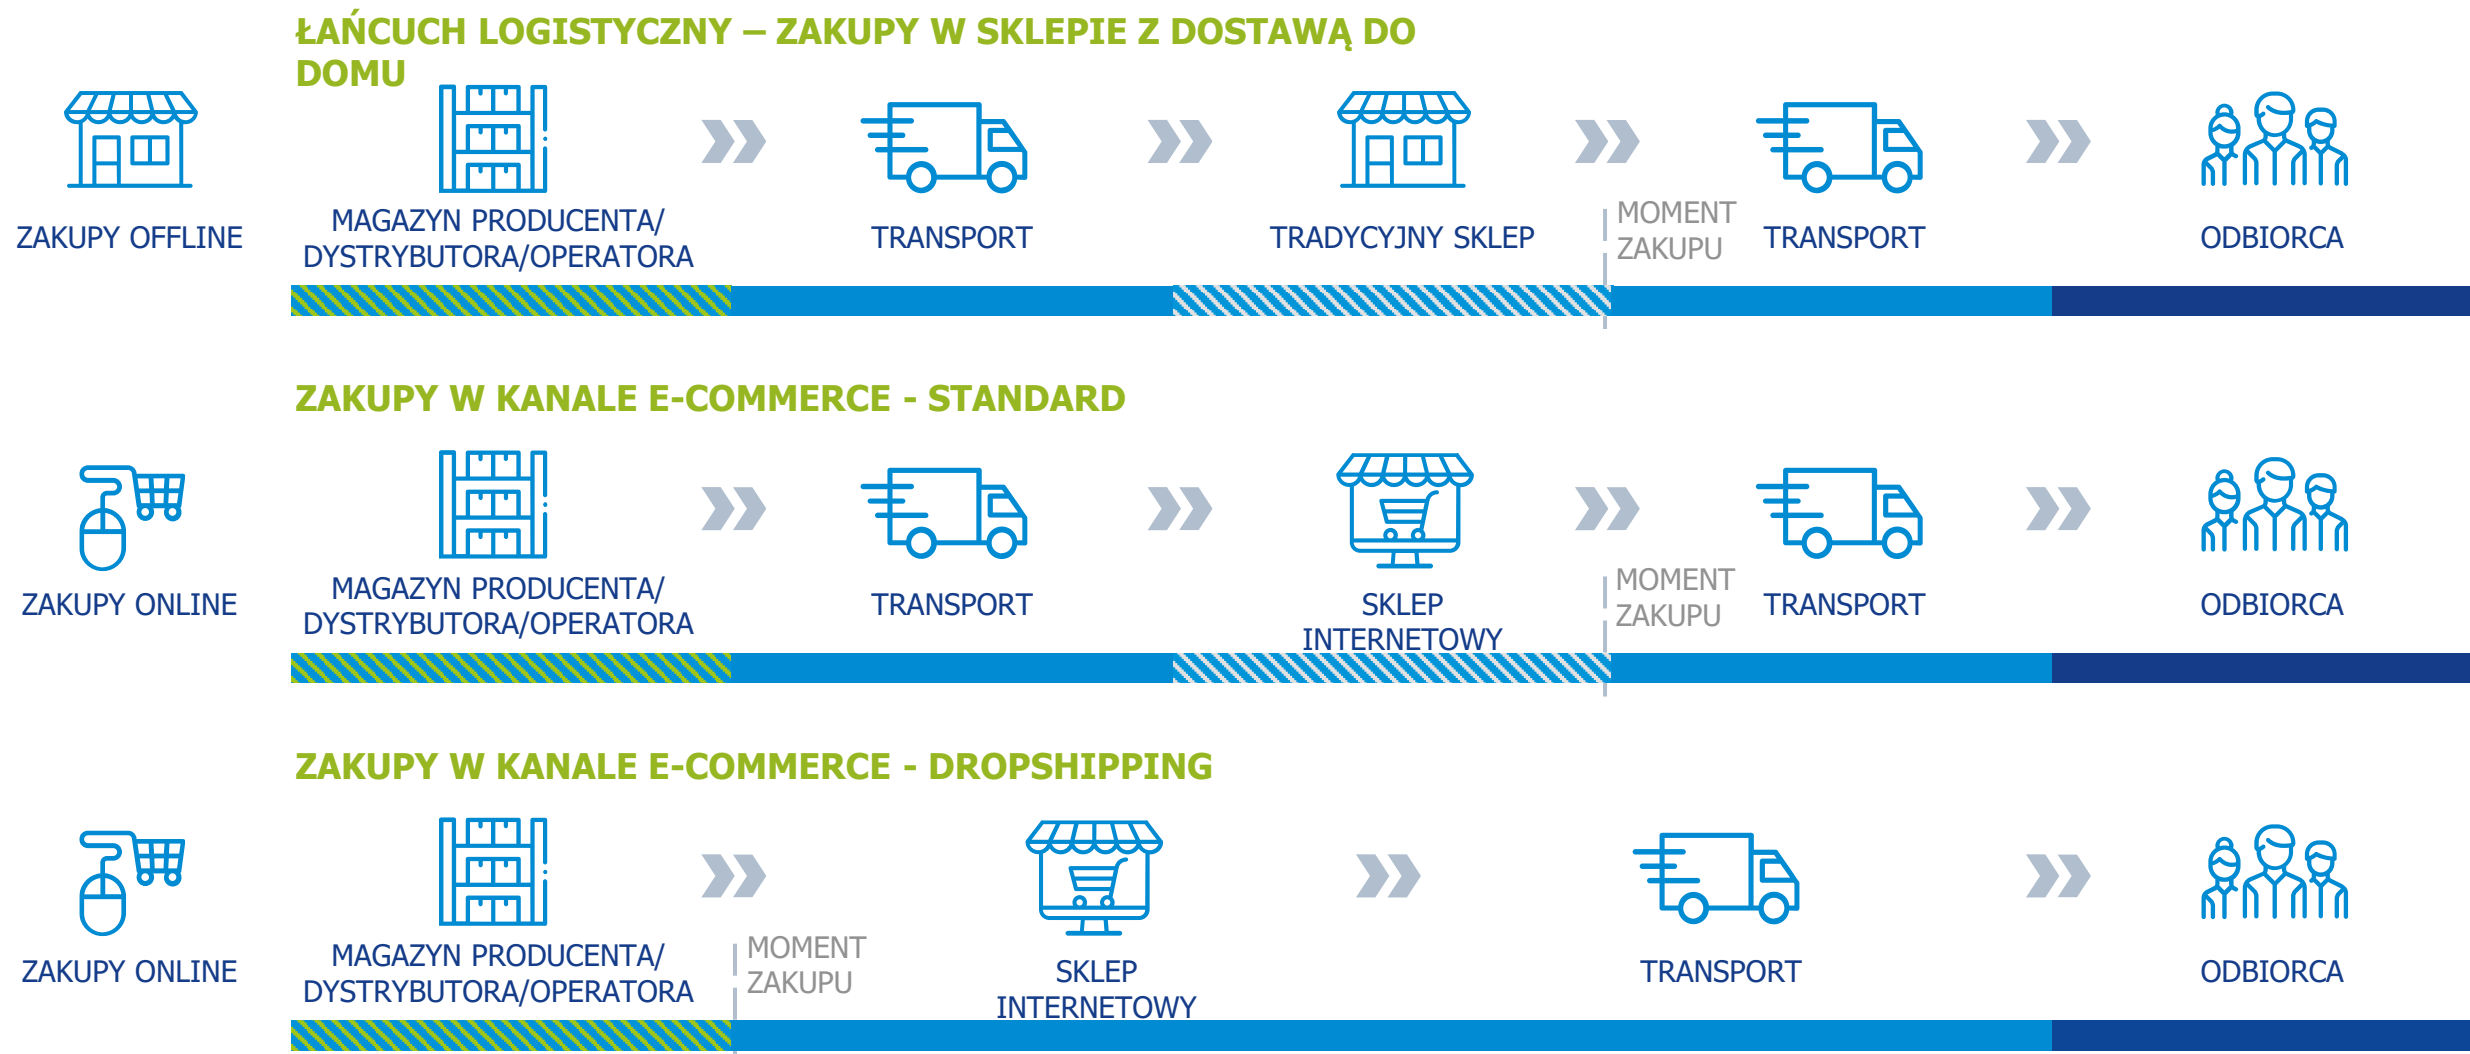 ŁAŃCUCH LOGISTYCZNY – ZAKUPY W SKLEPIE Z DOSTAWĄ DO
DOMU
ZAKUPY OFFLINE
MAGAZYN PRODUCENTA/
DYSTRYBUTORA/OPERATORA
TRANSPORT
TRADYCYJNY SKLEP
MOMENT
ZAKUPU
TRANSPORT
ODBIORCA
ZAKUPY W KANALE E-COMMERCE - STANDARD
ZAKUPY ONLINE
MAGAZYN PRODUCENTA/
DYSTRYBUTORA/OPERATORA
TRANSPORT
SKLEP
INTERNETOWY
MOMENT
ZAKUPU
TRANSPORT
ODBIORCA
ZAKUPY W KANALE E-COMMERCE - DROPSHIPPING
ZAKUPY ONLINE
MAGAZYN PRODUCENTA/
DYSTRYBUTORA/OPERATORA
MOMENT
ZAKUPU
SKLEP
INTERNETOWY
TRANSPORT
ODBIORCA